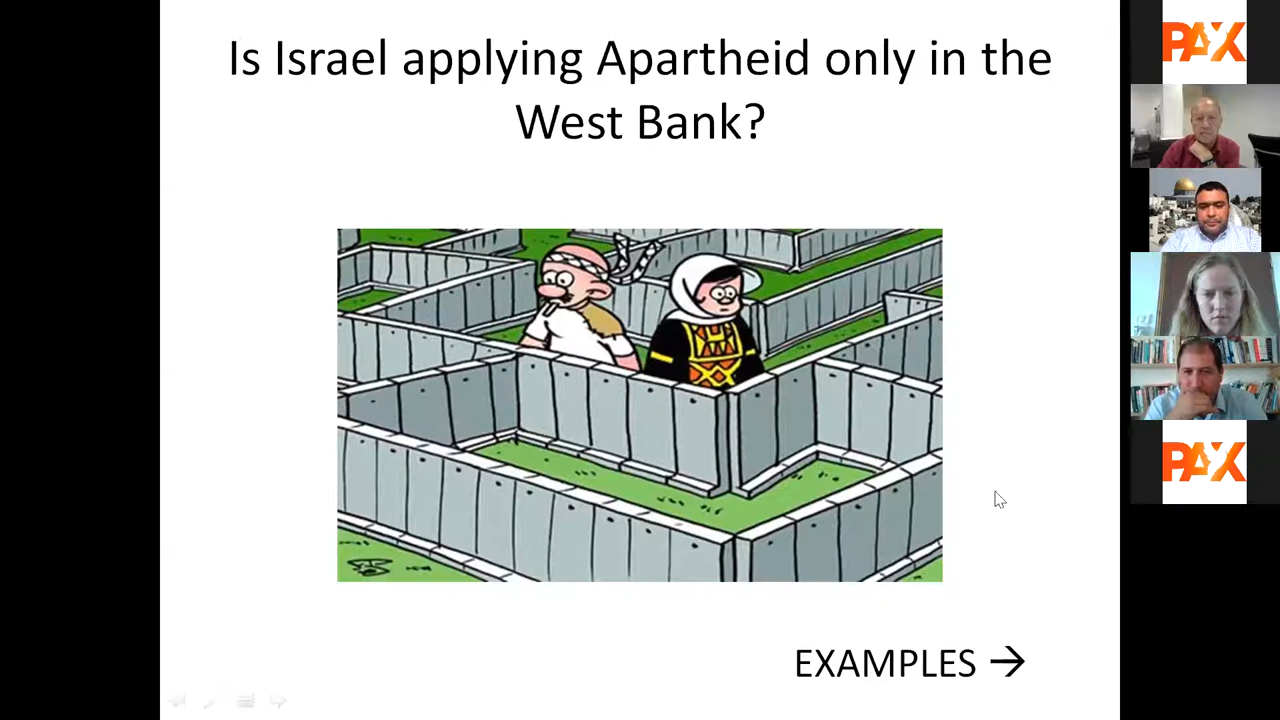 Is Israel applying Apartheid only in the
West Bank?
EXAMPLES →
PAX
PAX